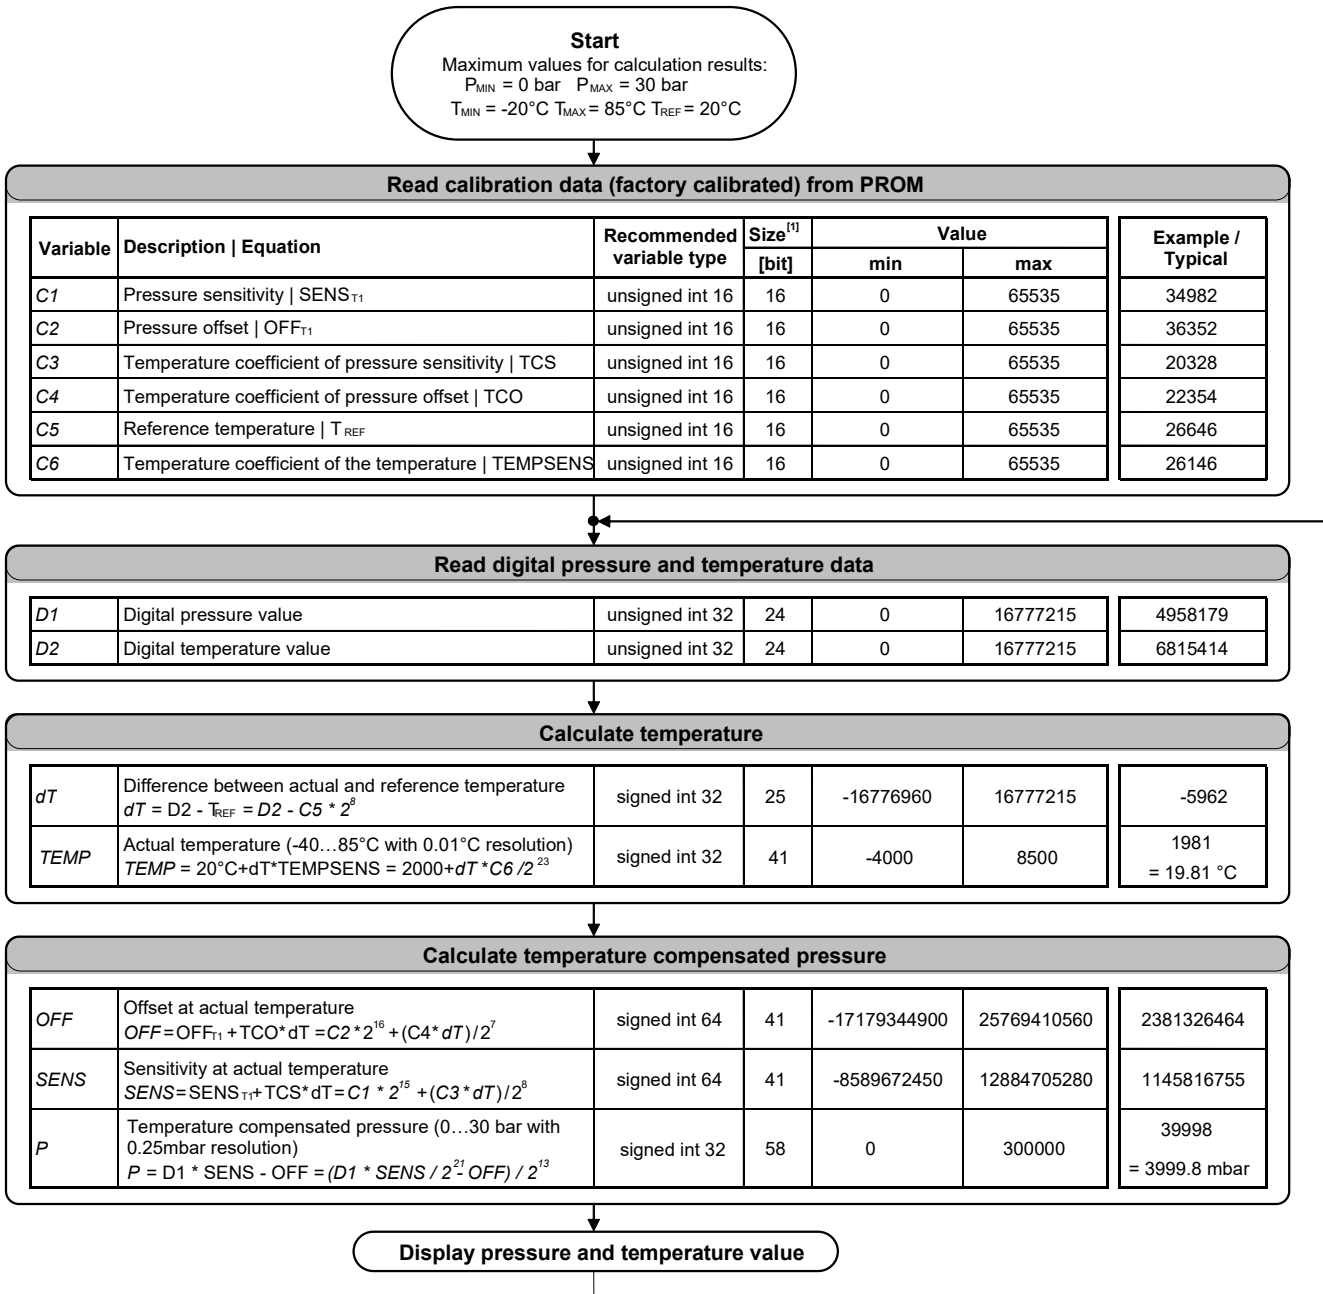 Start
Maximum values for calculation results:
PMIN = 0 bar PMAX = 30 bar
TMIN = -20°C TMAX = 85°C TREF = 20°C
Read calibration data (factory calibrated) from PROM
Variable Description | Equation Recommended variable type Size[1] [bit] Value min max Example / Typical
C1 Pressure sensitivity | SENST1 unsigned int 16 16 0 65535 34982
C2 Pressure offset | OFFT1 unsigned int 16 16 0 65535 36352
C3 Temperature coefficient of pressure sensitivity | TCS unsigned int 16 16 0 65535 20328
C4 Temperature coefficient of pressure offset | TCO unsigned int 16 16 0 65535 22354
C5 Reference temperature | TREF unsigned int 16 16 0 65535 26646
C6 Temperature coefficient of the temperature | TEMPSENS unsigned int 16 16 0 65535 26146
Read digital pressure and temperature data
D1 Digital pressure value unsigned int 32 24 0 16777215 4958179
D2 Digital temperature value unsigned int 32 24 0 16777215 6815414
Calculate temperature
Difference between actual and reference temperature
dT dT = D2 - TREF = D2 - C5 * 2^8 signed int 32 25 -16776960 16777215 -5962
Actual temperature (-40…85°C with 0.01°C resolution) 1981
TEMP TEMP = 20°C+dT*TEMPSENS = 2000+dT*C6/2^23 signed int 32 41 -4000 8500 = 19.81 °C
Calculate temperature compensated pressure
Offset at actual temperature
OFF OFF=OFFT1+TCO*dT=C2*2^16+(C4*dT)/2^7 signed int 64 41 -17179344900 25769410560 2381326464
Sensitivity at actual temperature
SENS SENS=SENST1+TCS*dT=C1 * 2^15+(C3*dT)/2^8 signed int 64 41 -8589672450 12884705280 1145816755
Temperature compensated pressure (0…30 bar with
0.25mbar resolution) 39998
P P = D1 * SENS - OFF = (D1 * SENS / 2^21 - OFF) / 2^13 signed int 32 58 0 300000 = 3999.8 mbar
Display pressure and temperature value